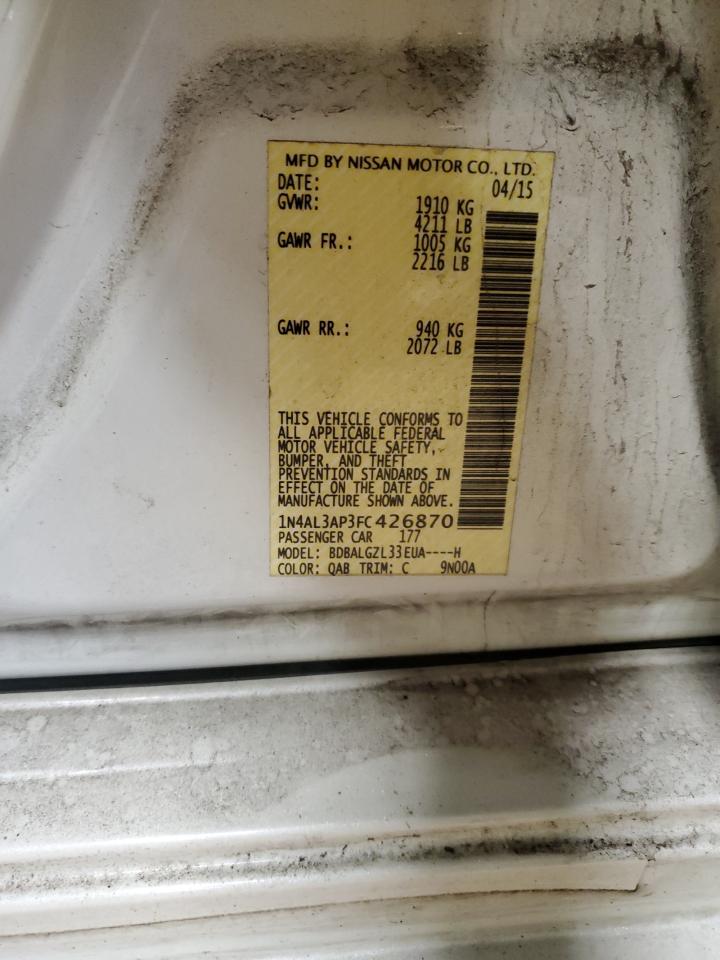 MFD BY NISSAN MOTOR CO., LTD.
DATE: 04/15
GVWR: 1910 KG
4211 LB
GAWR FR.: 1005 KG
2216 LB
GAWR RR.: 940 KG
2072 LB
THIS VEHICLE CONFORMS TO
ALL APPLICABLE FEDERAL
MOTOR VEHICLE SAFETY,
BUMPER, AND THEFT
PREVENTION STANDARDS IN
EFFECT ON THE DATE OF
MANUFACTURE SHOWN ABOVE.
1N4AL3AP3FC426870
PASSENGER CAR 177
MODEL: BDBALGZL33EUA----H
COLOR: QAB TRIM: C 9N00A